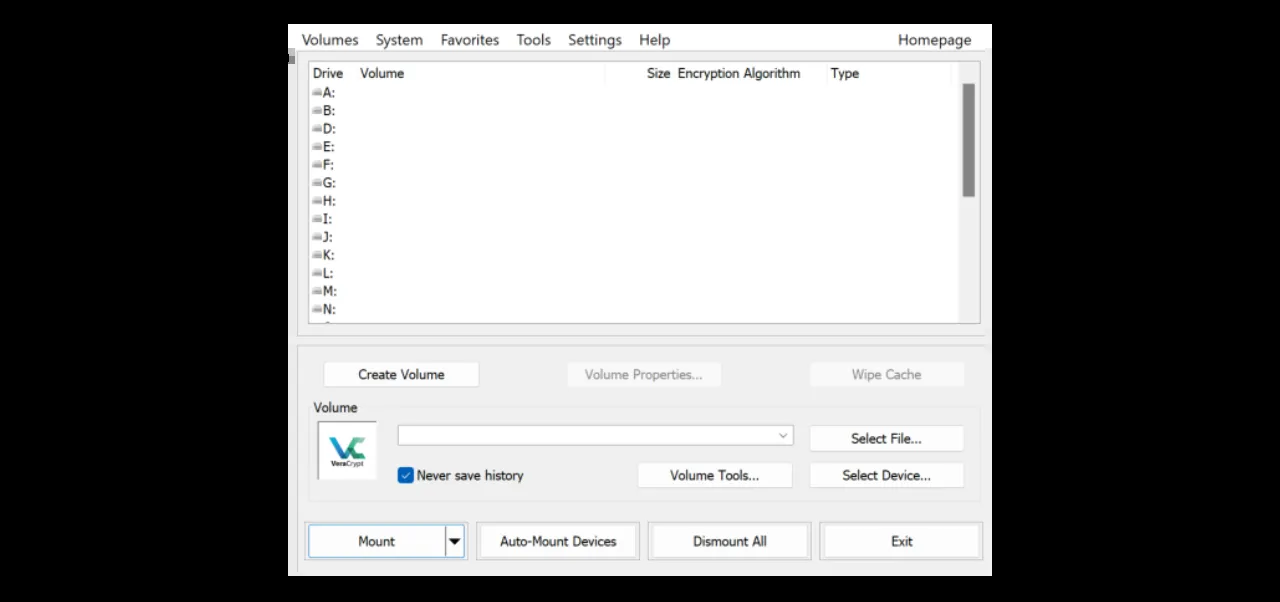 Volumes System Favorites Tools Settings Help Homepage
Drive Volume Size Encryption Algorithm Type
A:
B:
D:
E:
F:
G:
H:
I:
J:
K:
L:
M:
N:
Create Volume Volume Properties... Wipe Cache
Volume
VeraCrypt
Select File...
Never save history Volume Tools... Select Device...
Mount Auto-Mount Devices Dismount All Exit